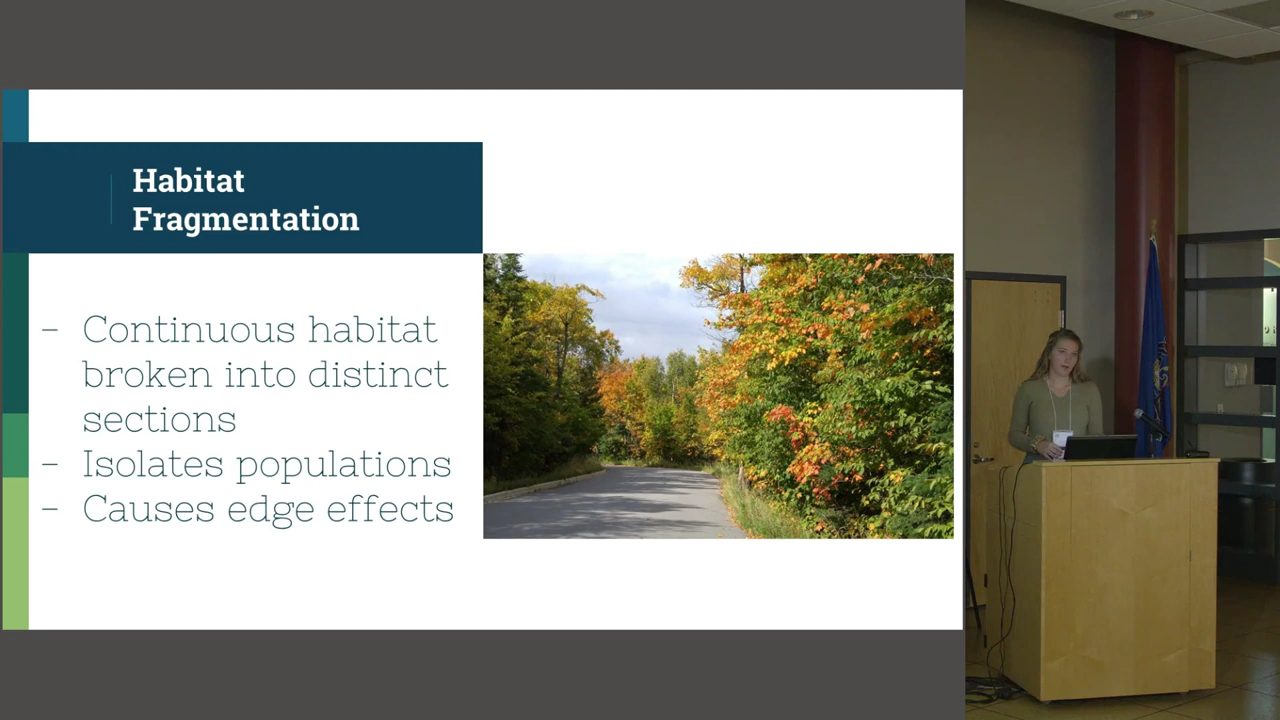 Habitat
Fragmentation
- Continuous habitat
broken into distinct
sections
- Isolates populations
- Causes edge effects